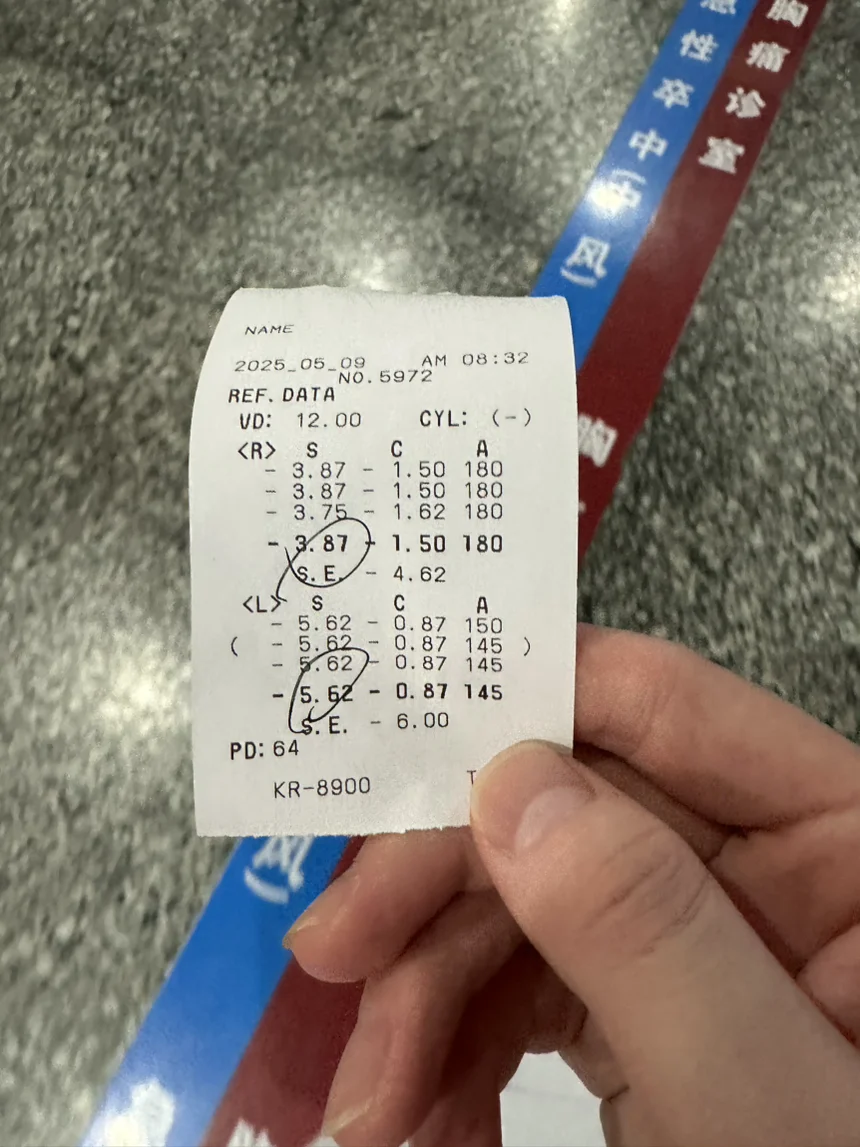 性卒中(中风)
胸痛诊室
NAME
2025_05_09 AM 08:32
NO.5972
REF.DATA
VD: 12.00 CYL: (-)
<R> S C A
- 3.87 - 1.50 180
- 3.87 - 1.50 180
- 3.75 - 1.62 180
- 3.87 - 1.50 180
S.E. - 4.62
<L> S C A
- 5.62 - 0.87 150
( - 5.62 - 0.87 145 )
- 5.62 - 0.87 145
- 5.62 - 0.87 145
S.E. - 6.00
PD: 64
KR-8900 T
胸
风)